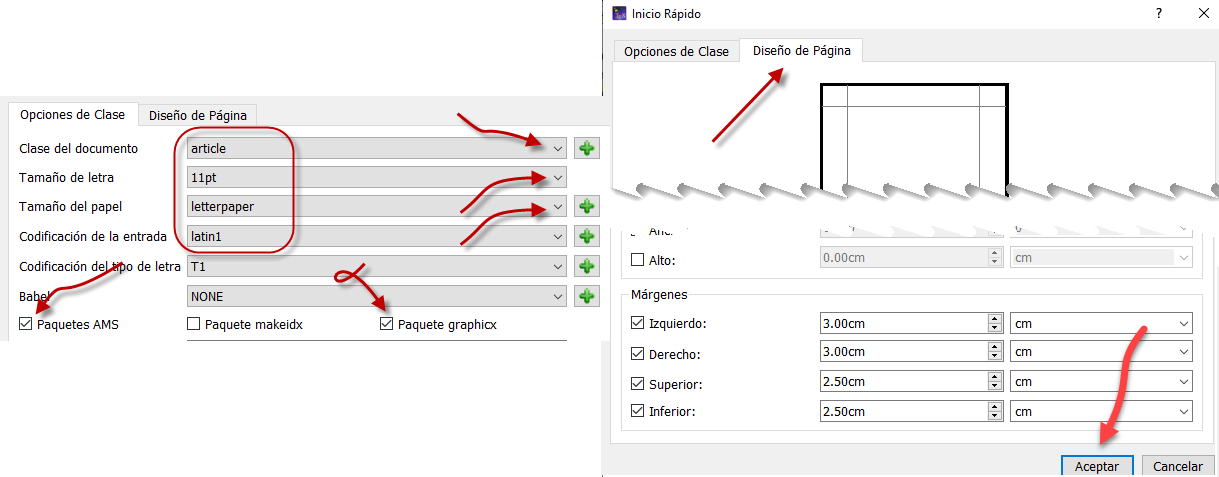 Opciones de Clase
Diseño de Página
Clase del documento
article
Tamaño de letra
11pt
Tamaño del papel
letterpaper
Codificación de la entrada
latin1
Codificación del tipo de letra
T1
Babel
NONE
Paquetes AMS
Paquete makeidx
Paquete graphicx
Inicio Rápido
?
Opciones de Clase
Diseño de Página
Alto:
0.00cm
cm
Márgenes
Izquierdo:
3.00cm
cm
Derecho:
3.00cm
cm
Superior:
2.50cm
cm
Inferior:
2.50cm
cm
Aceptar
Cancelar